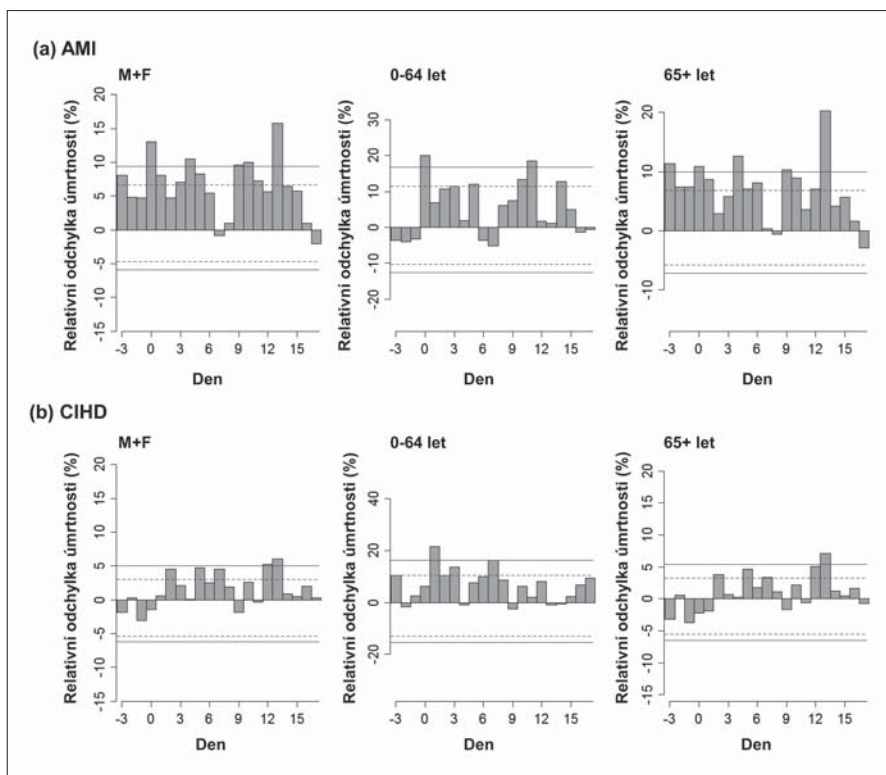 (a) AMI
M+F
Relativní odchylka úmrtnosti (%)
20
15
10
5
0
-5
-10
-15
-3 0 3 6 9 12 15
Den
0-64 let
Relativní odchylka úmrtnosti (%)
30
20
10
0
-10
-20
-3 0 3 6 9 12 15
Den
65+ let
Relativní odchylka úmrtnosti (%)
20
10
0
-10
-3 0 3 6 9 12 15
Den
(b) CIHD
M+F
Relativní odchylka úmrtnosti (%)
20
15
10
5
0
-5
-10
-15
-3 0 3 6 9 12 15
Den
0-64 let
Relativní odchylka úmrtnosti (%)
40
20
0
-20
-3 0 3 6 9 12 15
Den
65+ let
Relativní odchylka úmrtnosti (%)
20
15
10
5
0
-5
-10
-15
-3 0 3 6 9 12 15
Den